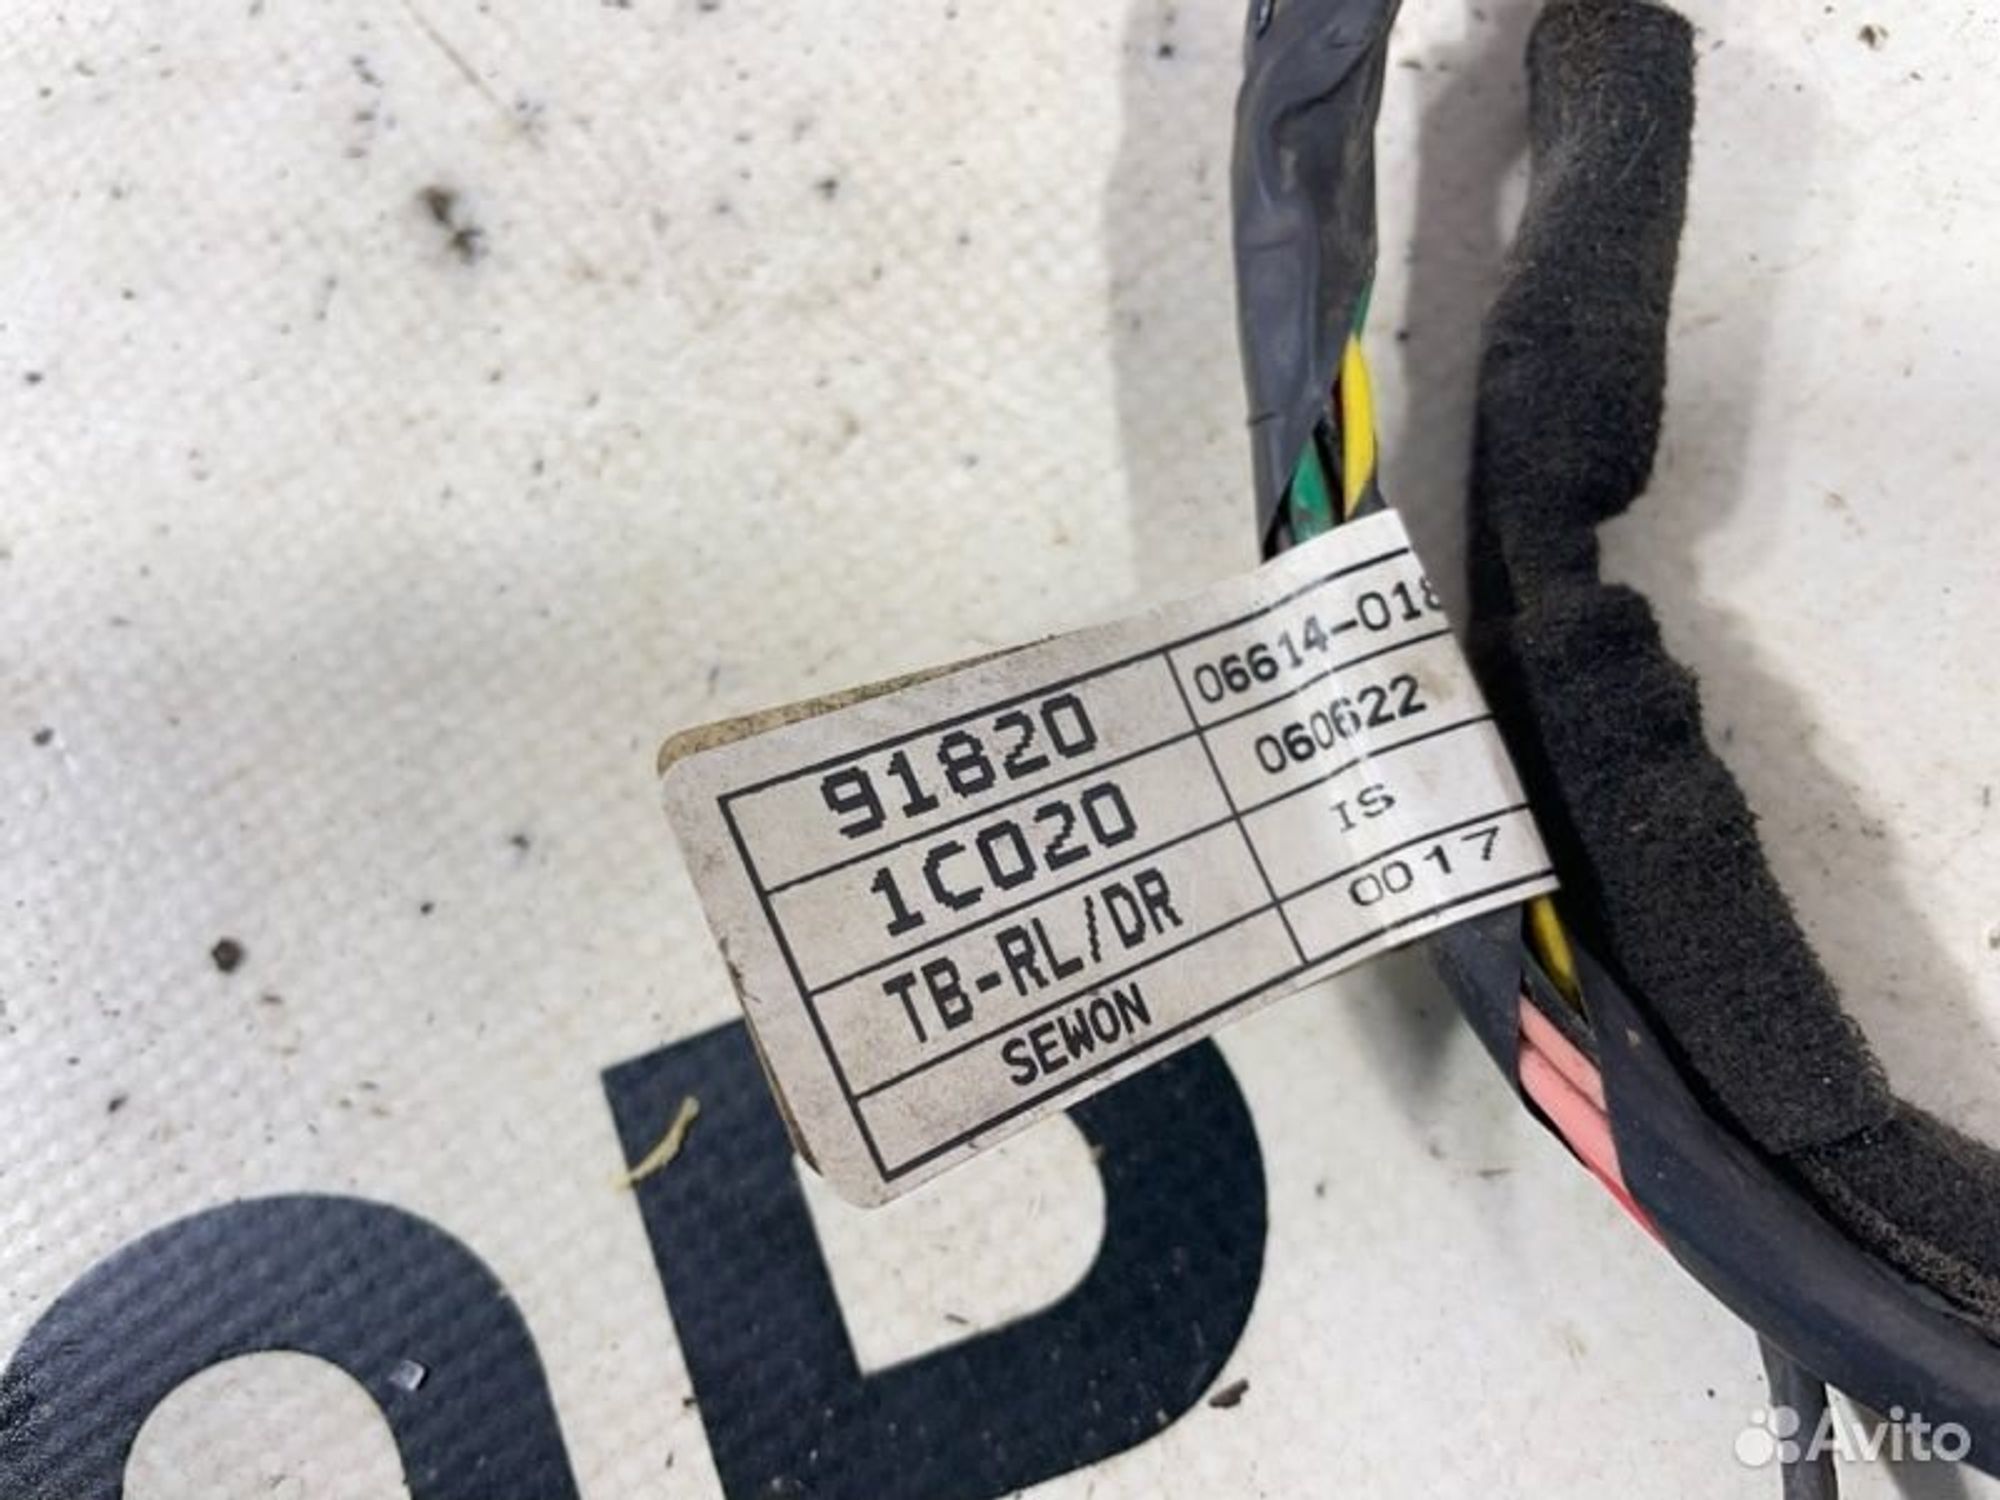 91820
1C020
TB-RL/DR
SEWON
06614-018
060622
IS
0017
Avito